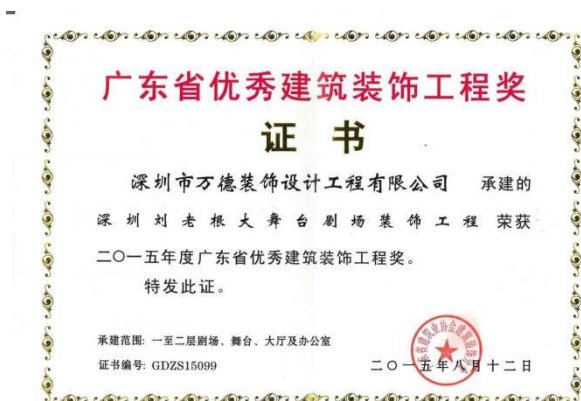 广东省优秀建筑装饰工程奖
证书
深圳市万德装饰设计工程有限公司 承建的
深圳刘老根大舞台剧场装饰工程 荣获
二〇一五年度广东省优秀建筑装饰工程奖。
特发此证。
承建范围: 一至二层剧场、舞台、大厅及办公室
证书编号: GDZS15099
二〇一五年八月十二日